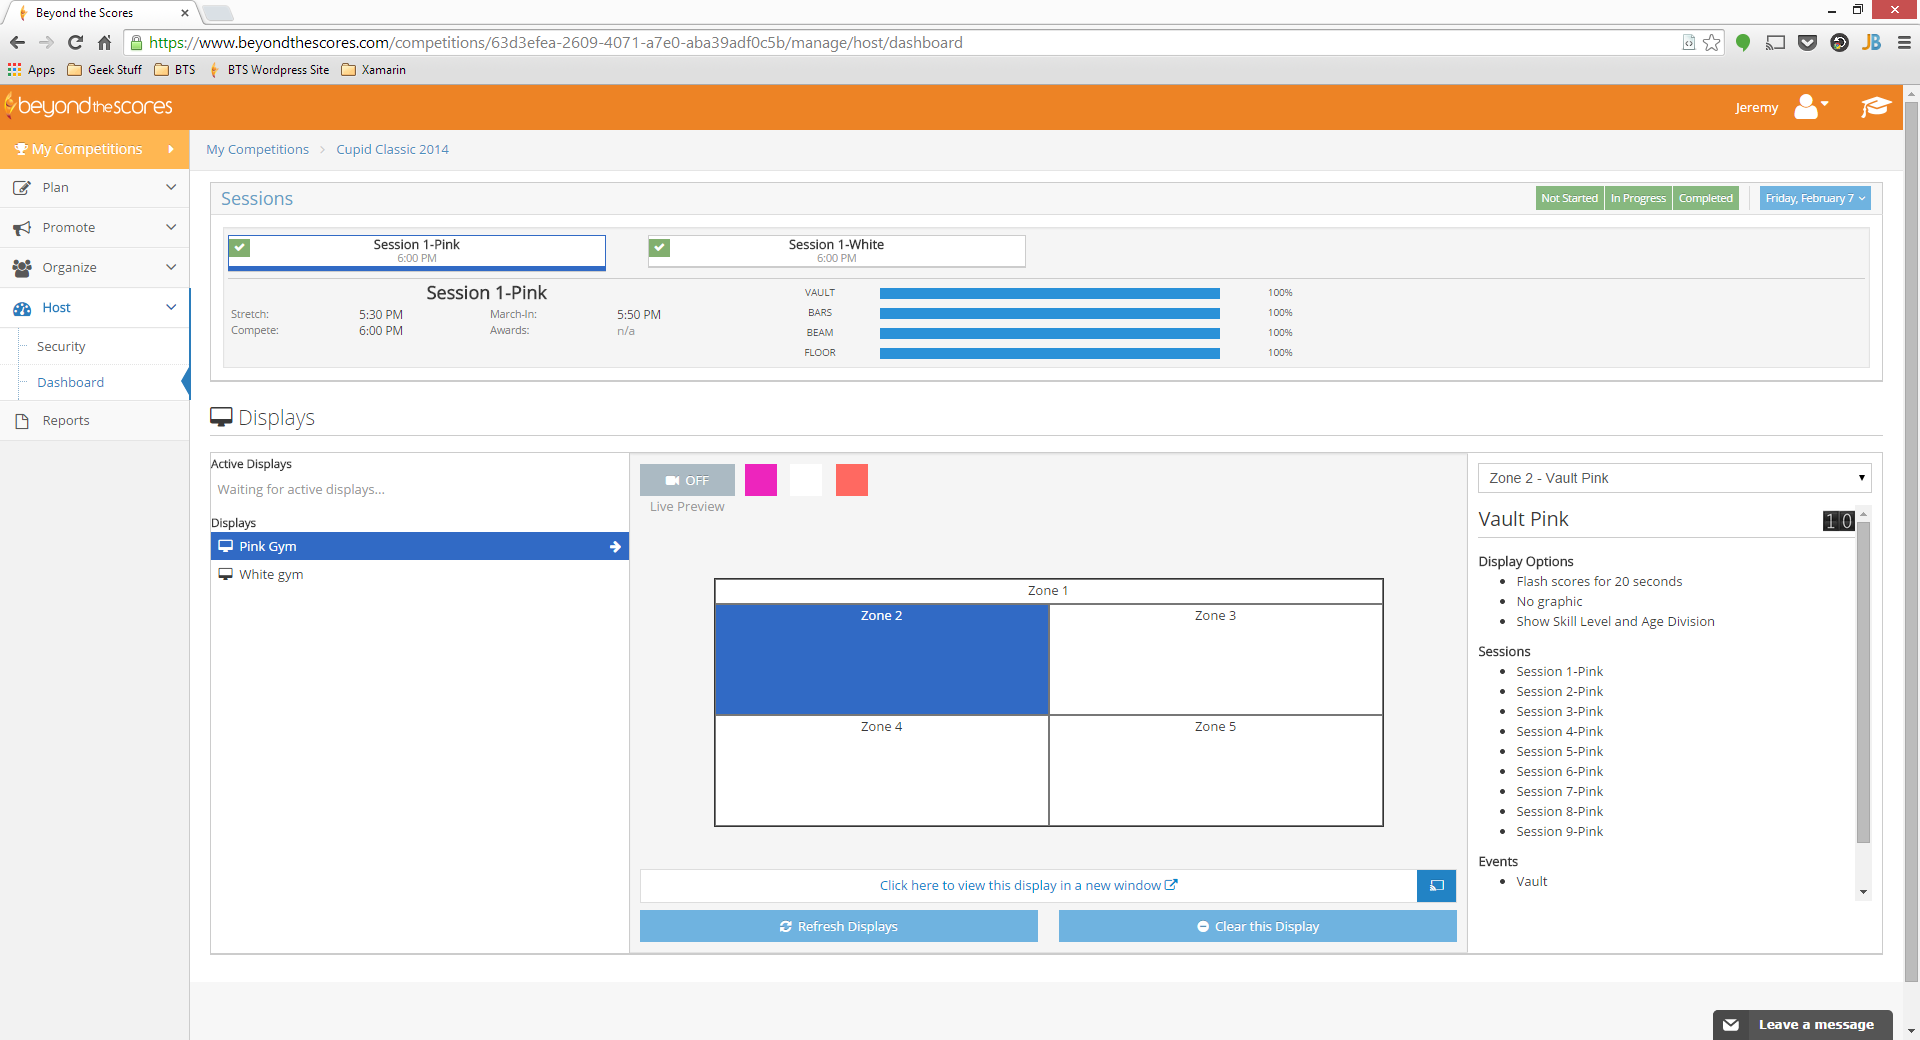 Beyond the Scores
https://www.beyondthescores.com/competitions/63d3efea-2609-4071-a7e0-aba39adf0c5b/manage/host/dashboard
JB
Apps Geek Stuff BTS BTS Wordpress Site Xamarin
beyondthescores
Jeremy
My Competitions
Plan
Promote
Organize
Host
Security
Dashboard
Reports
My Competitions > Cupid Classic 2014
Sessions
Not Started In Progress Completed Friday, February 7
Session 1-Pink
6:00 PM
Session 1-White
6:00 PM
Session 1-Pink
Stretch: 5:30 PM March-In: 5:50 PM
Compete: 6:00 PM Awards: n/a
VAULT 100%
BARS 100%
BEAM 100%
FLOOR 100%
Displays
Active Displays
Waiting for active displays...
Displays
Pink Gym
White gym
OFF
Live Preview
Zone 1
Zone 2
Zone 3
Zone 4
Zone 5
Click here to view this display in a new window
Refresh Displays
Clear this Display
Zone 2 - Vault Pink
Vault Pink
10
Display Options
Flash scores for 20 seconds
No graphic
Show Skill Level and Age Division
Sessions
Session 1-Pink
Session 2-Pink
Session 3-Pink
Session 4-Pink
Session 5-Pink
Session 6-Pink
Session 7-Pink
Session 8-Pink
Session 9-Pink
Events
Vault
Leave a message